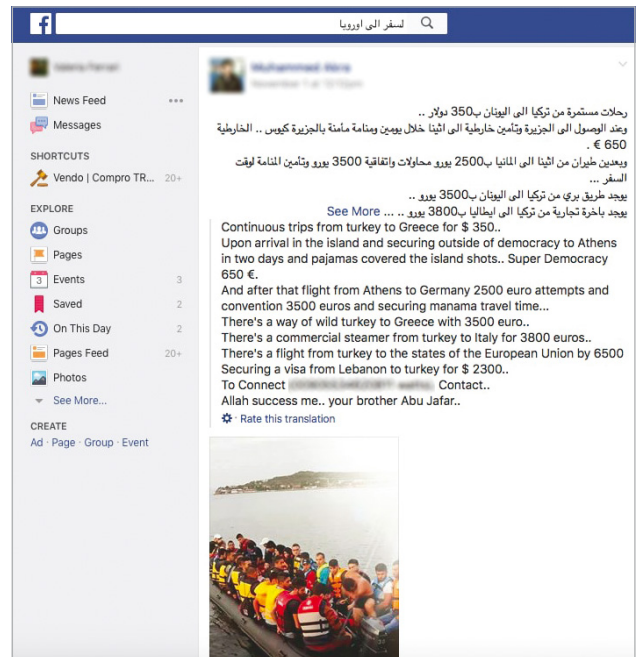 f
لسفر الى اوروبا
News Feed
Messages
SHORTCUTS
Vendo | Compro TR... 20+
EXPLORE
Groups
Pages
3 Events 3
Saved 2
On This Day 2
Pages Feed 20+
Photos
See More...
CREATE
Ad · Page · Group · Event
رحلات مستمرة من تركيا الى اليونان ب350 دولار ..
وعند الوصول الى الجزيرة وتأمين خارطية الى اثينا خلال يومين ومنامة مأمنة بالجزيرة كيوس .. الخارطية
650 € .
وبعدين طيران من اثينا الى المانيا ب2500 يورو محاولات واتفاقية 3500 يورو وتأمين المنامة لوقت
السفر ...
يوجد طريق بري من تركيا الى اليونان ب3500 يورو ..
يوجد باخرة تجارية من تركيا الى ايطاليا ب3800 يورو .. ... See More
Continuous trips from turkey to Greece for $ 350..
Upon arrival in the island and securing outside of democracy to Athens
in two days and pajamas covered the island shots.. Super Democracy
650 €.
And after that flight from Athens to Germany 2500 euro attempts and
convention 3500 euros and securing manama travel time...
There's a way of wild turkey to Greece with 3500 euro..
There's a commercial steamer from turkey to Italy for 3800 euros..
There's a flight from turkey to the states of the European Union by 6500
Securing a visa from Lebanon to turkey for $ 2300..
To Connect Contact..
Allah success me.. your brother Abu Jafar..
· Rate this translation